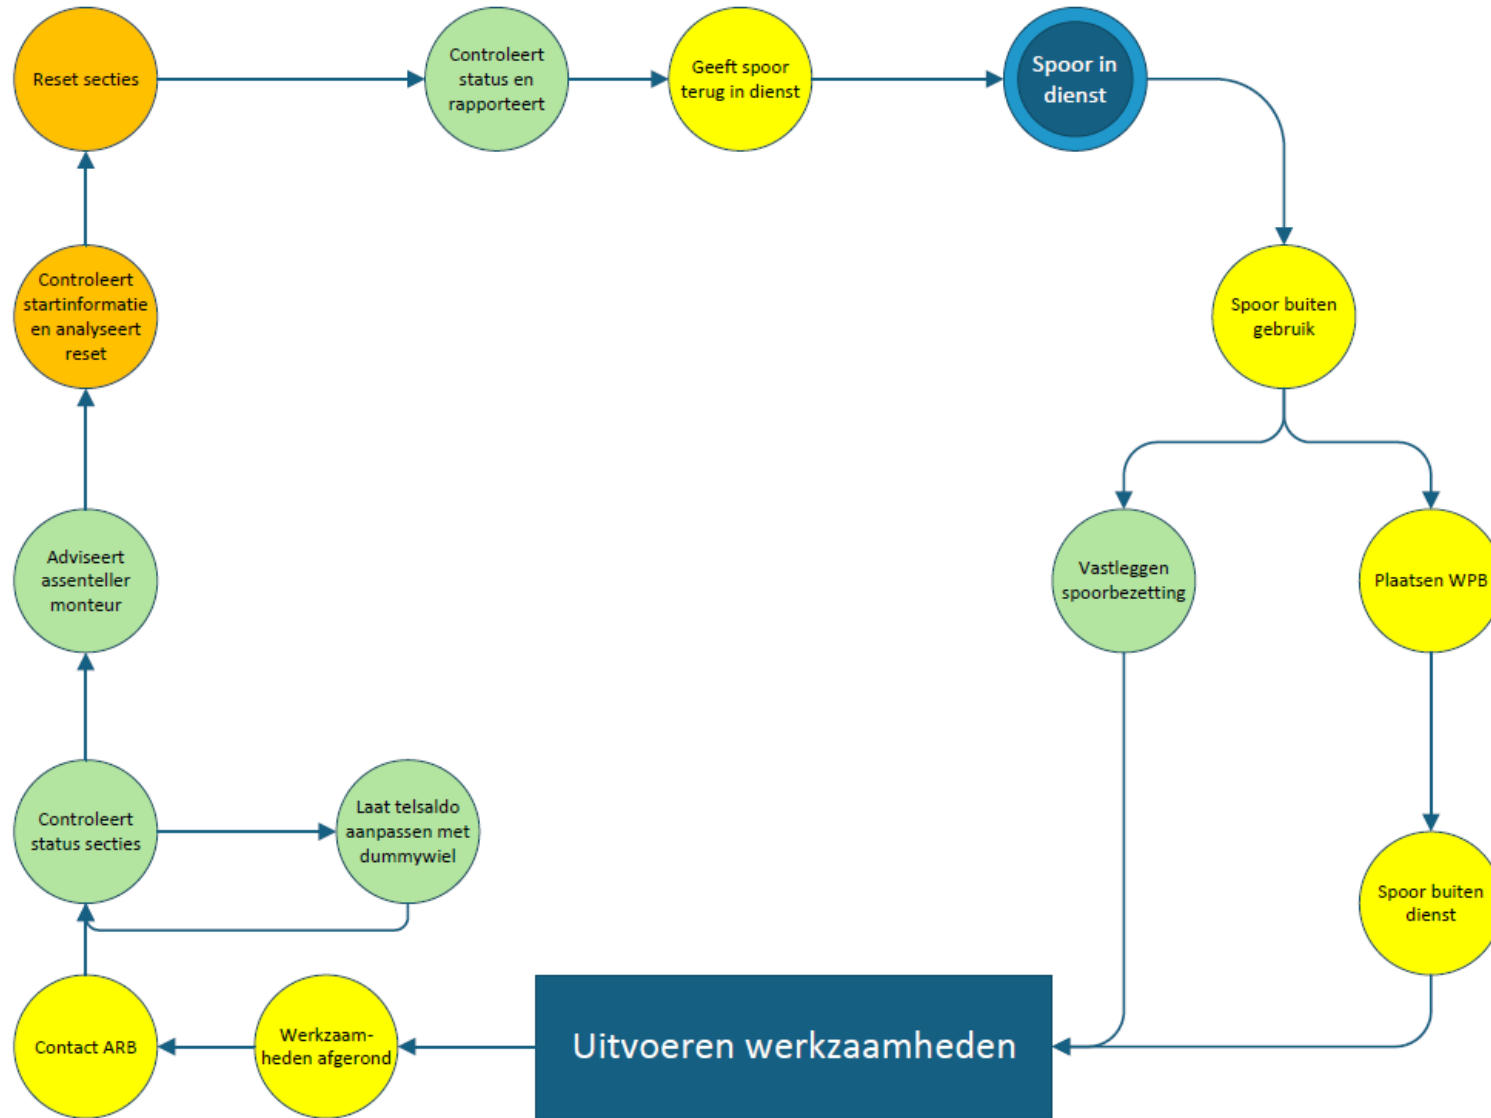 Reset secties
Controleert
status en
rapporteert
Geeft spoor
terug in dienst
Spoor in
dienst
Controleert
startinformatie
en analyseert
reset
Spoor buiten
gebruik
Adviseert
assenteller
monteur
Vastleggen
spoorbezetting
Plaatsen WPB
Controleert
status secties
Laat telsaldo
aanpassen met
dummywiel
Spoor buiten
dienst
Contact ARB
Werkzaam-
heden afgerond
Uitvoeren werkzaamheden